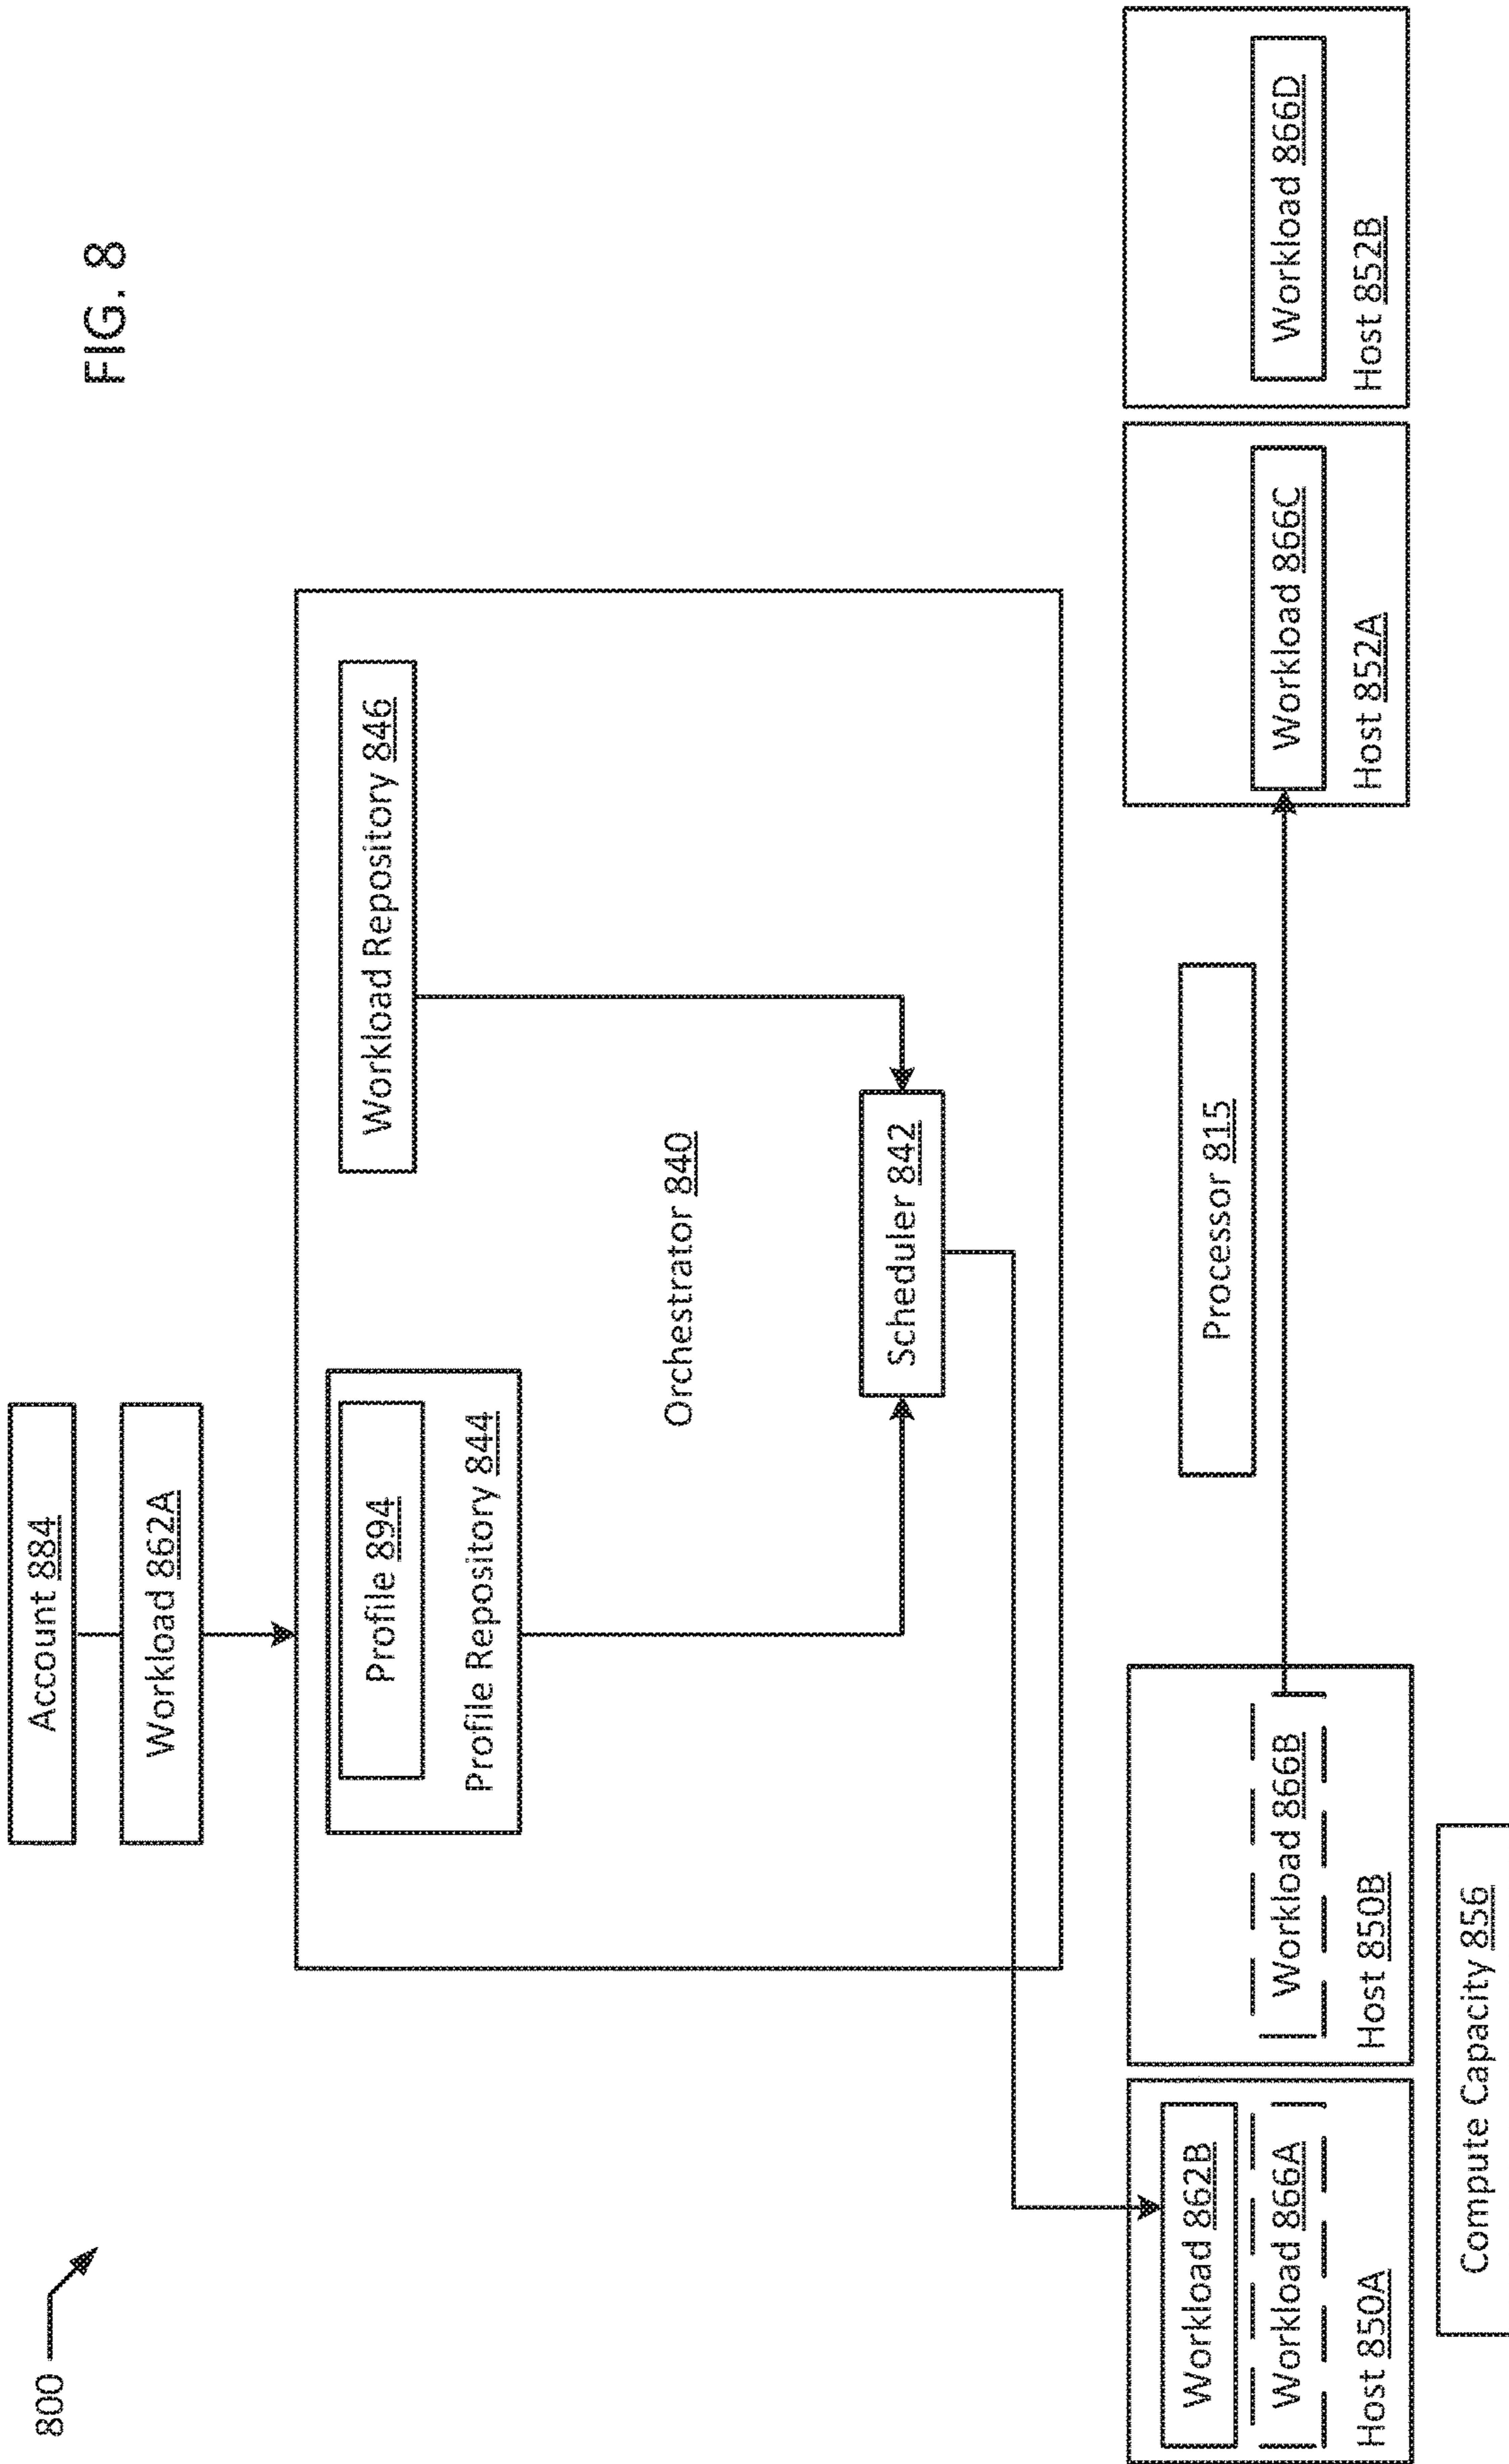 FIG. 8
800
Account 884
Workload 862A
Profile 894
Profile Repository 844
Workload Repository 846
Orchestrator 840
Scheduler 842
Processor 815
Workload 862B
Workload 866A
Host 850A
Workload 866B
Host 850B
Workload 866C
Host 852A
Workload 866D
Host 852B
Compute Capacity 856